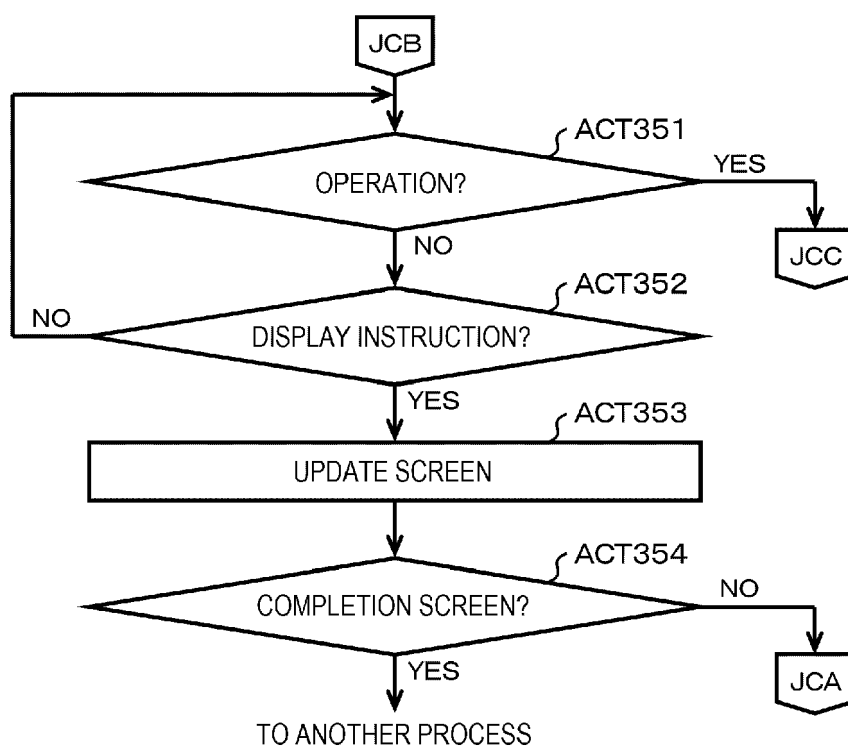 JCB
ACT351
OPERATION?
YES
JCC
NO
ACT352
DISPLAY INSTRUCTION?
NO
YES
ACT353
UPDATE SCREEN
ACT354
COMPLETION SCREEN?
NO
JCA
YES
TO ANOTHER PROCESS